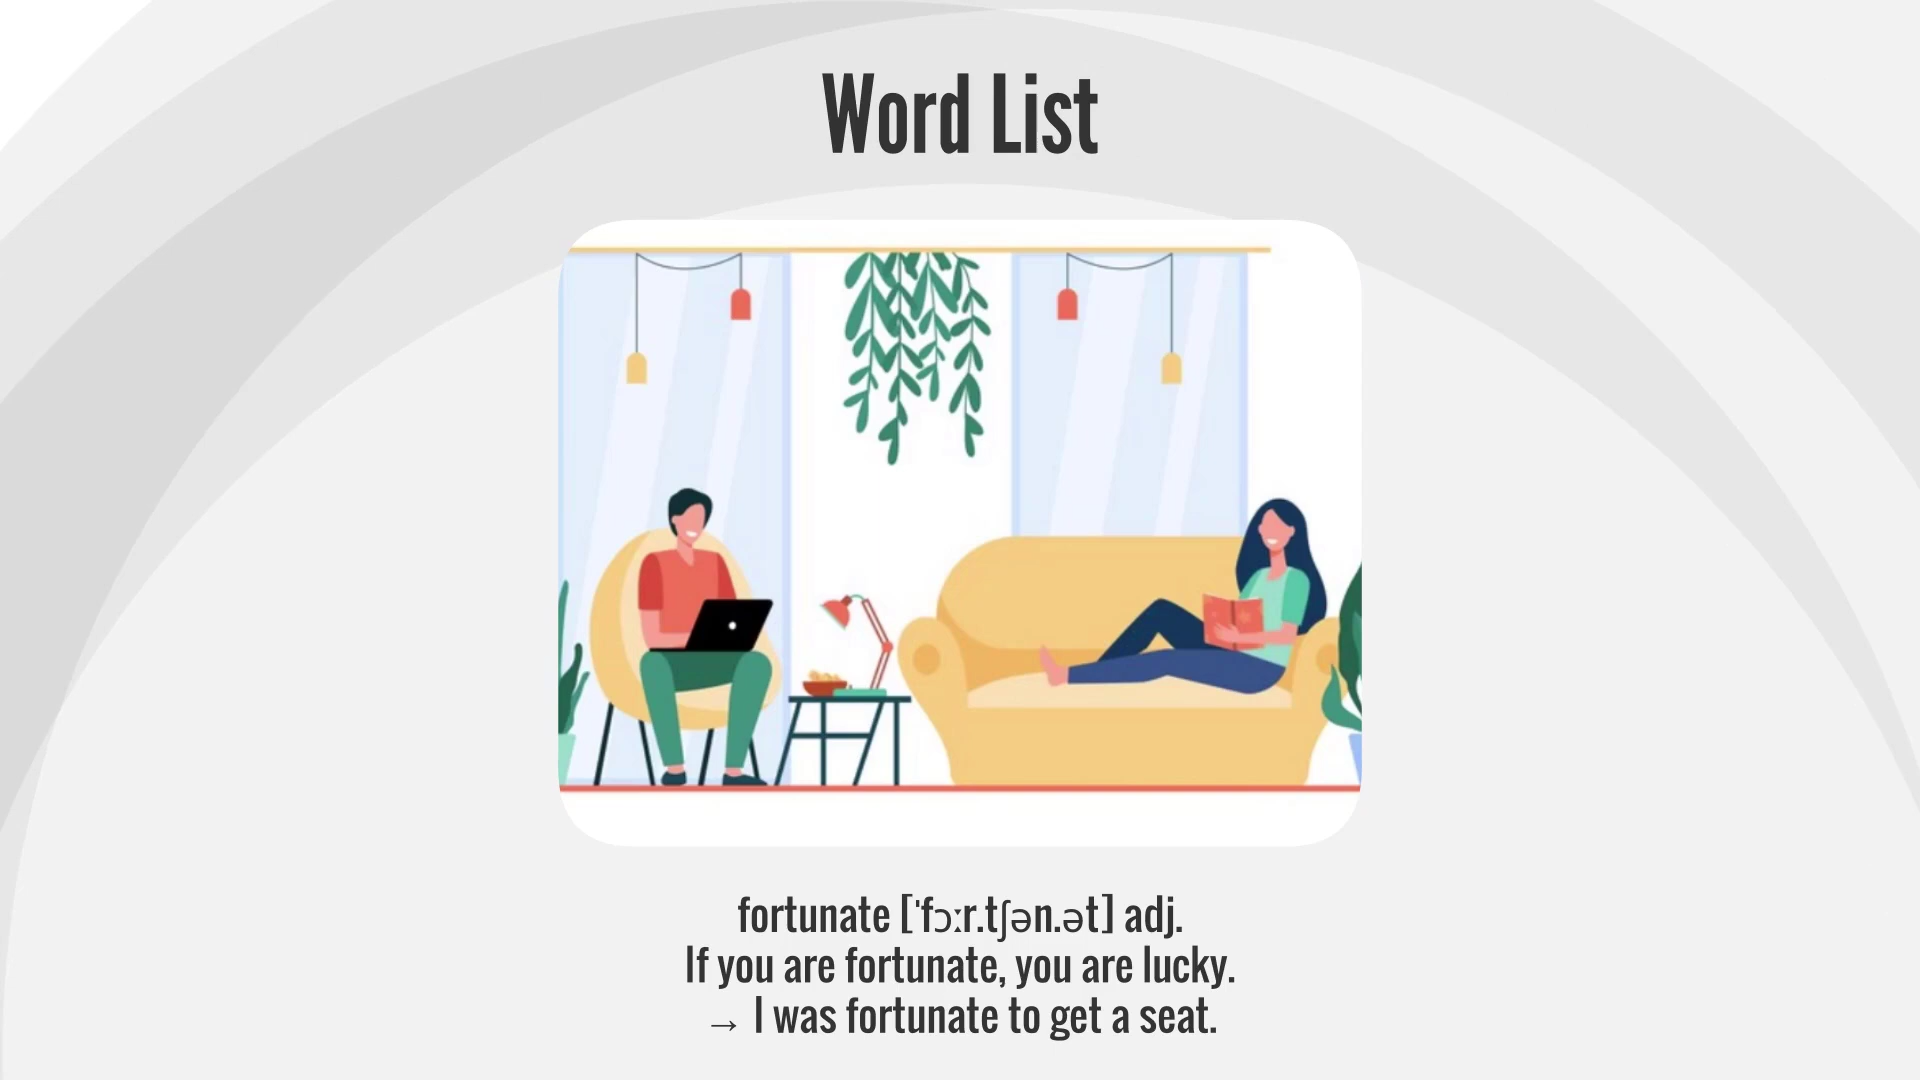 Word List
fortunate [ˈfɔːr.tʃən.ət] adj.
If you are fortunate, you are lucky.
→ I was fortunate to get a seat.